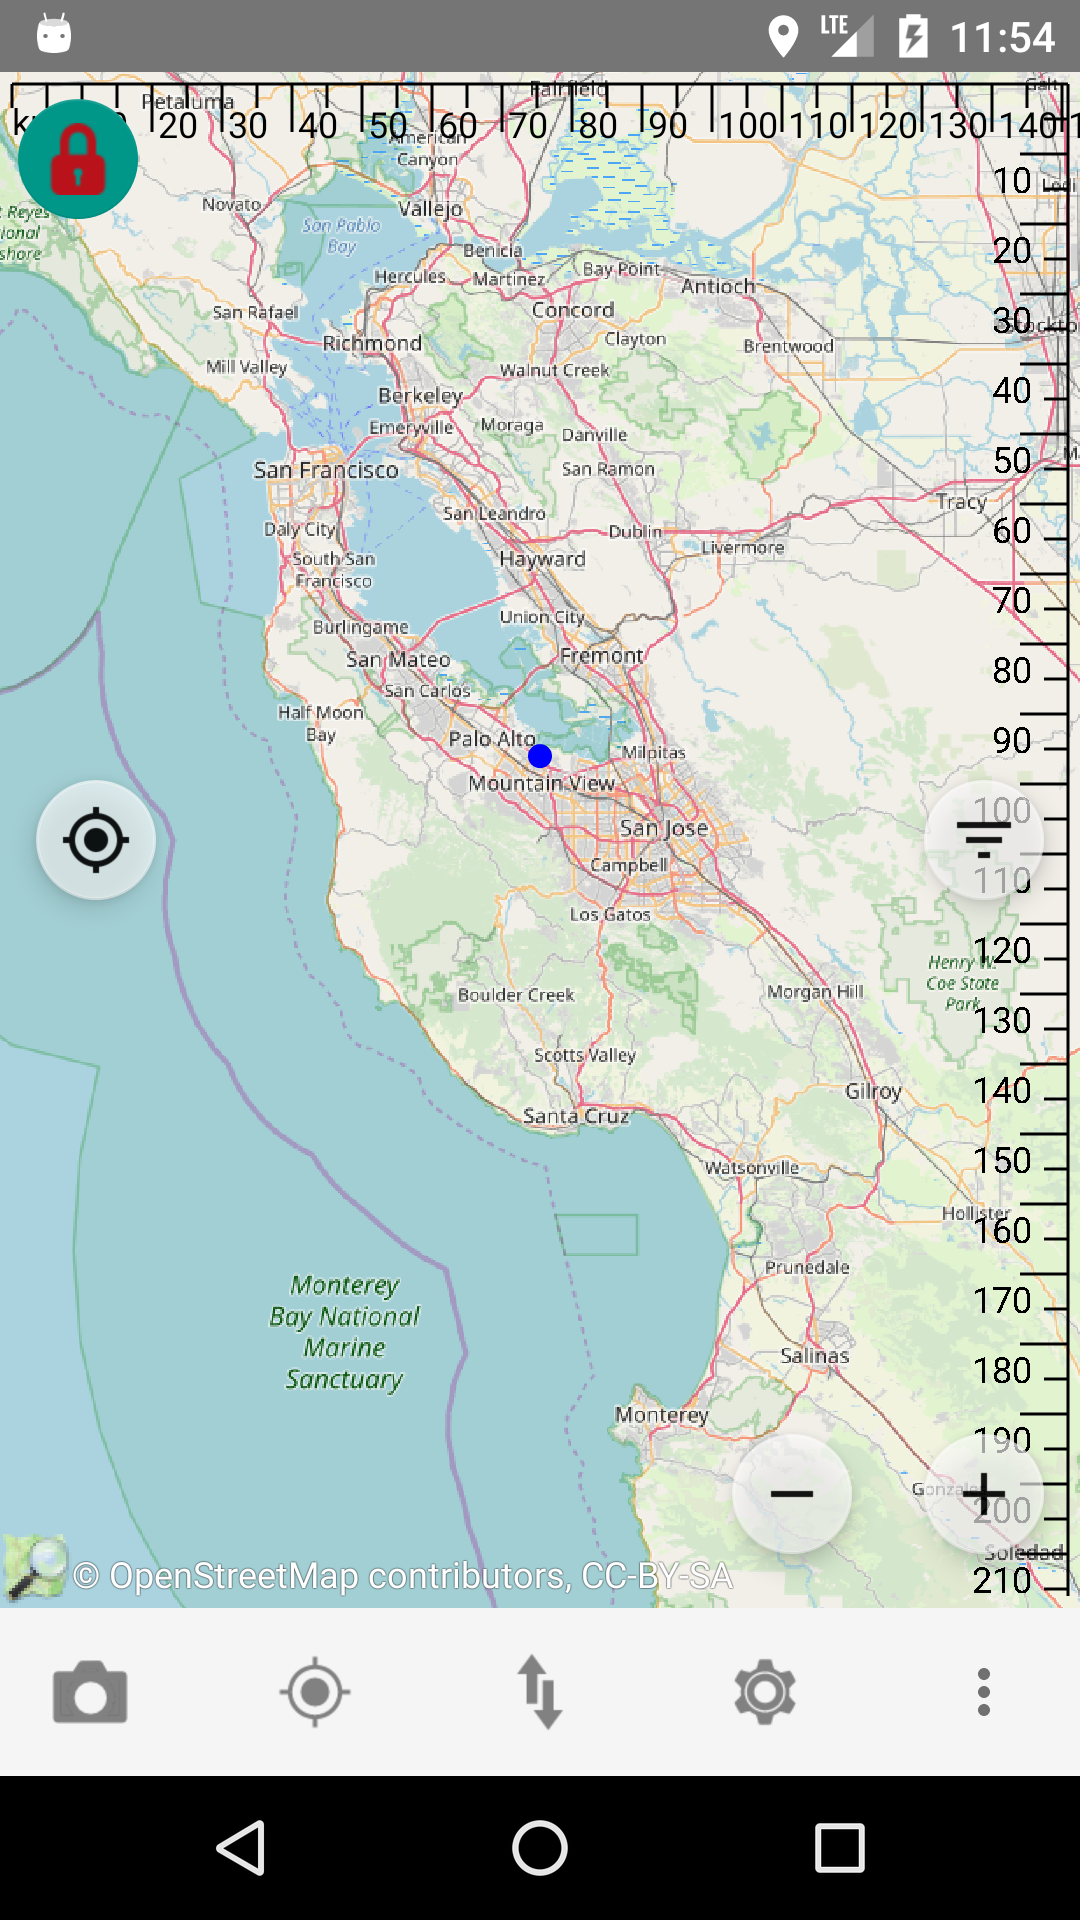 LTE 11:54
Petaluma
Fairfield
Galt
20 30 40 50 60 70 80 90 100 110 120 130 140
American
Canyon
10
Lodi
Novato
Vallejo
Reyes
San Pablo
Bay
Benicia
20
Hercules
Martinez
Bay Point
Antioch
San Rafael
Concord
30
Richmond
Clayton
Brentwood
Mill Valley
Walnut Creek
Berkeley
40
Emeryville
Moraga
Danville
San Francisco
San Ramon
50
San Leandro
Tracy
Daly City
Dublin
60
South San
Francisco
Hayward
Livermore
70
Union City
Burlingame
San Mateo
Fremont
80
San Carlos
Half Moon
Bay
Palo Alto
Milpitas
90
Mountain View
100
San Jose
Campbell
110
Los Gatos
120
Henry W.
Coe State
Park
Boulder Creek
Morgan Hill
130
Scotts Valley
140
Gilroy
Santa Cruz
150
Watsonville
Hollister
160
Prunedale
Monterey
Bay National
Marine
Sanctuary
170
Salinas
180
Monterey
190
200
Soledad
© OpenStreetMap contributors, CC-BY-SA
210